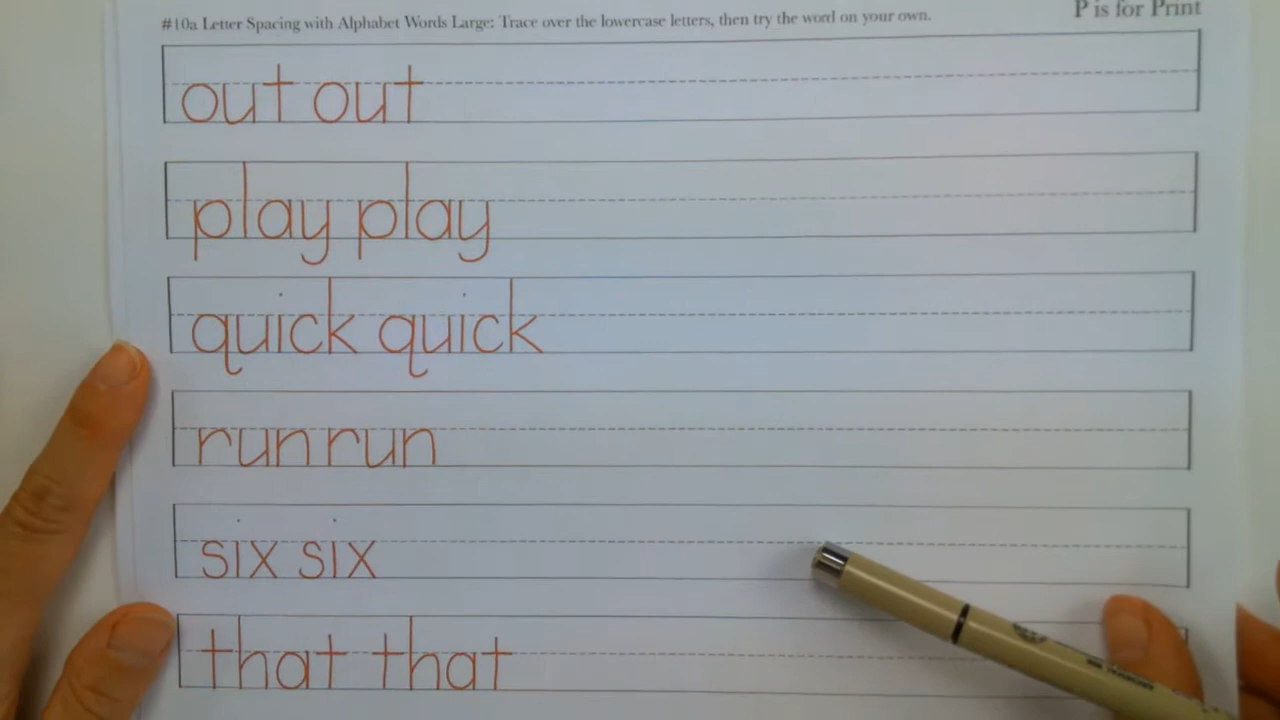 #10a Letter Spacing with Alphabet Words Large: Trace over the lowercase letters, then try the word on your own.
P is for Print
out out
play play
quick quick
run run
six six
that that